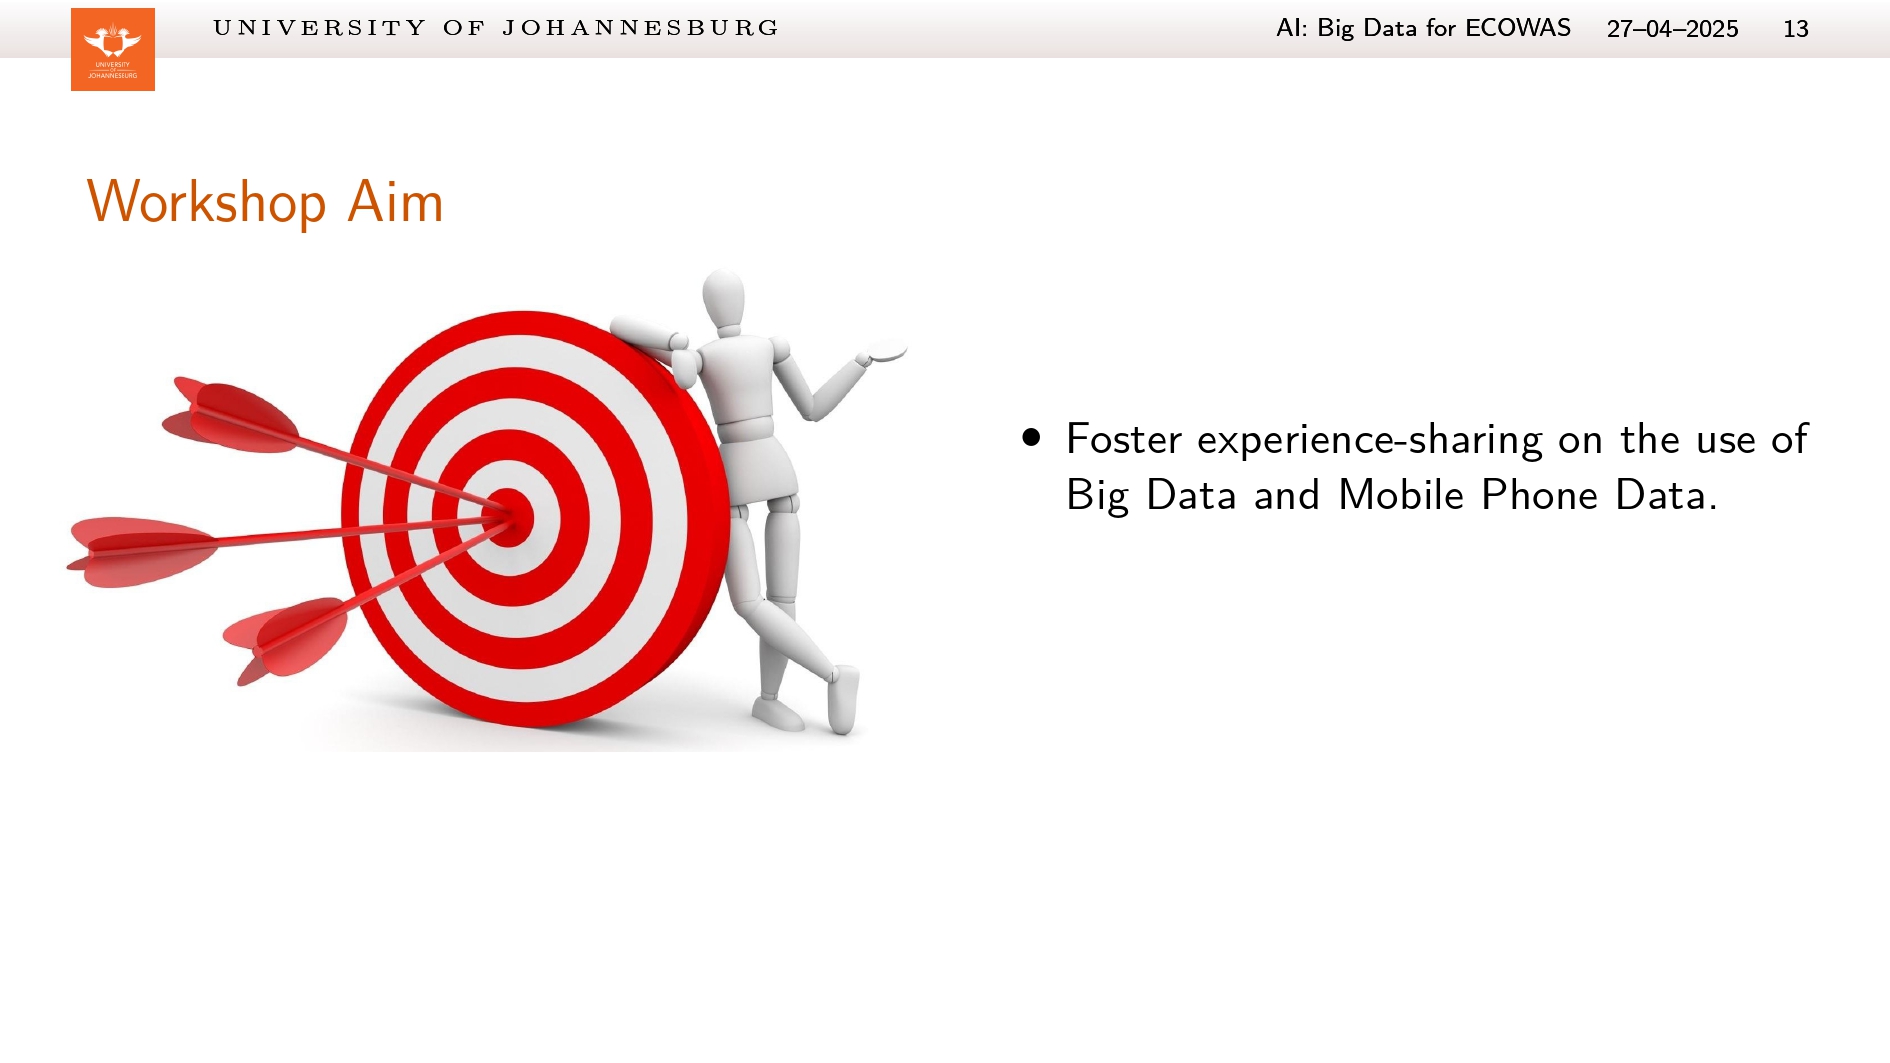 UNIVERSITY OF JOHANNESBURG
AI: Big Data for ECOWAS 27–04–2025 13
UNIVERSITY
OF
JOHANNESBURG
Workshop Aim
• Foster experience-sharing on the use of
Big Data and Mobile Phone Data.